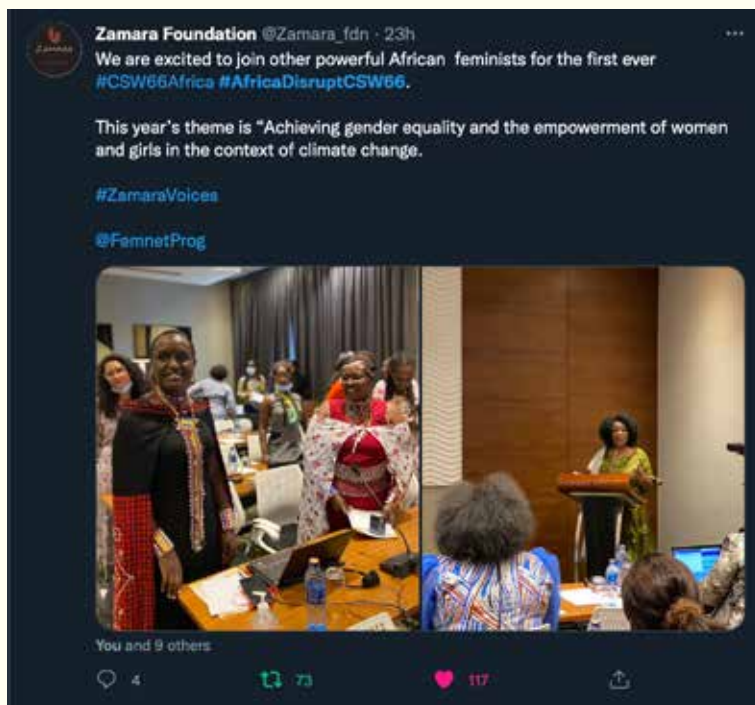 Zamara Foundation @Zamara_fdn · 23h
We are excited to join other powerful African feminists for the first ever
#CSW66Africa #AfricaDisruptCSW66.
This year's theme is “Achieving gender equality and the empowerment of women
and girls in the context of climate change.
#ZamaraVoices
@FemnetProg
You and 9 others
4 73 117